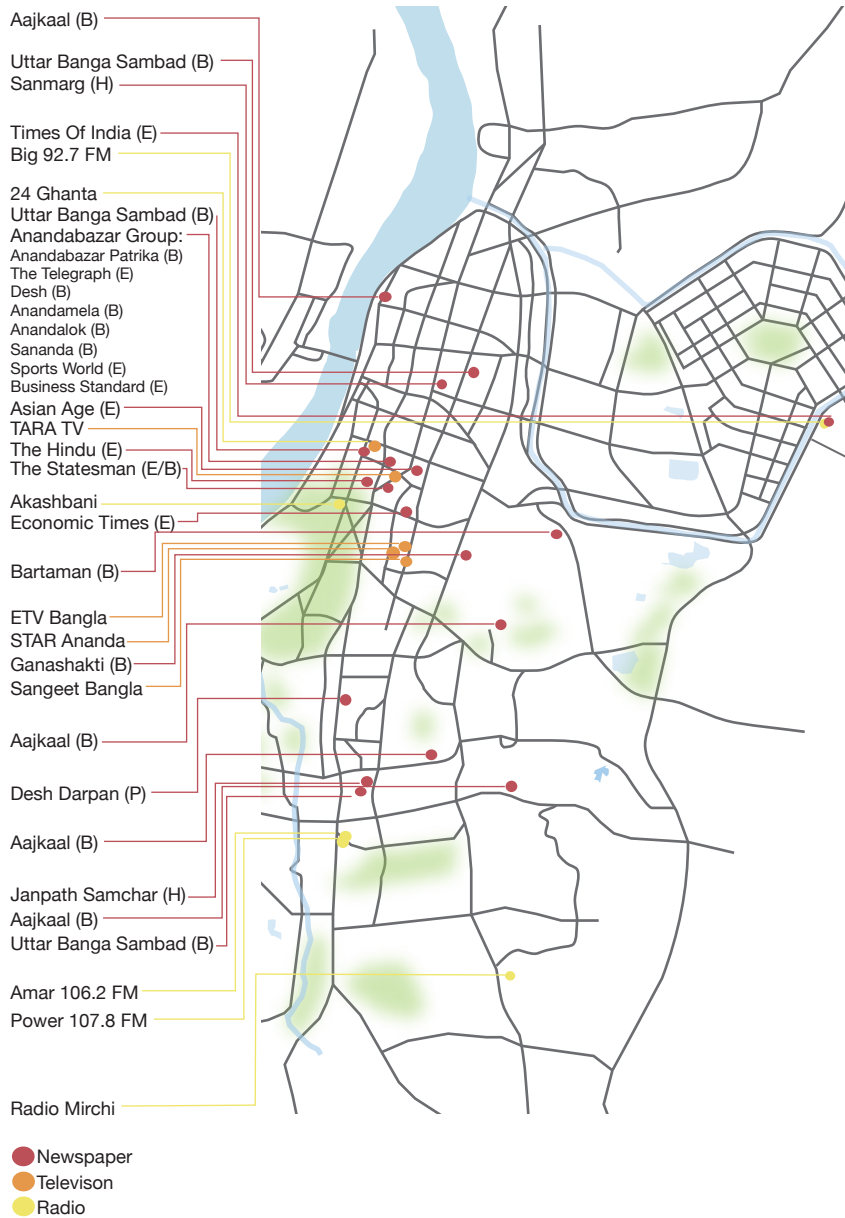 Aajkaal (B)
Uttar Banga Sambad (B)
Sanmarg (H)
Times Of India (E)
Big 92.7 FM
24 Ghanta
Uttar Banga Sambad (B)
Anandabazar Group:
Anandabazar Patrika (B)
The Telegraph (E)
Desh (B)
Anandamela (B)
Anandalok (B)
Sananda (B)
Sports World (E)
Business Standard (E)
Asian Age (E)
TARA TV
The Hindu (E)
The Statesman (E/B)
Akashbani
Economic Times (E)
Bartaman (B)
ETV Bangla
STAR Ananda
Ganashakti (B)
Sangeet Bangla
Aajkaal (B)
Desh Darpan (P)
Aajkaal (B)
Janpath Samchar (H)
Aajkaal (B)
Uttar Banga Sambad (B)
Amar 106.2 FM
Power 107.8 FM
Radio Mirchi
Newspaper
Televison
Radio